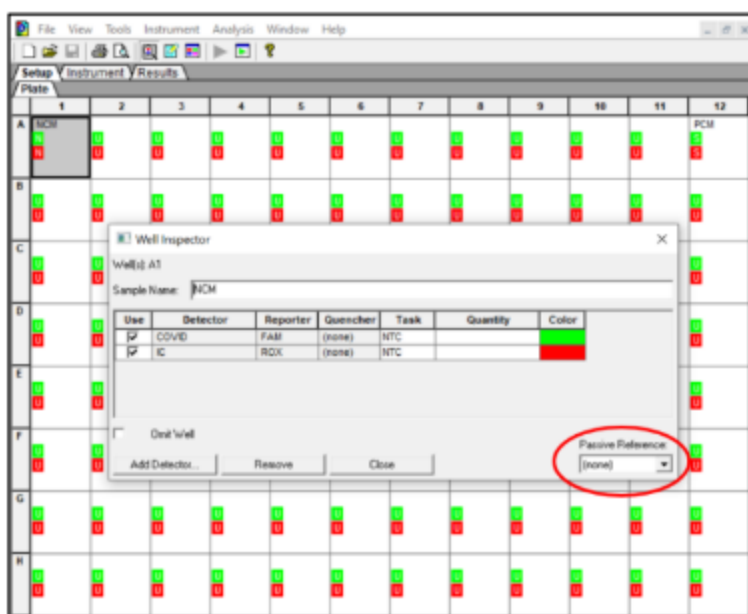 File View Tools Instrument Analysis Window Help
Setup Instrument Results
Plate
1 2 3 4 5 6 7 8 9 10 11 12
A NCM PCM
N U U U U U U U U U U S
N U U U U U U U U U U S
B U U U U U U U U U U U U
U U U U U U U U U U U U
Well Inspector
C
Well(s): A1
U U U
U U U
Sample Name: NCM
D
Use Detector Reporter Quencher Task Quantity Color
U U U
COVID FAM (none) NTC
U U U
IC ROX (none) NTC
E
U U U
U U U
F
Omit Well
Passive Reference:
U U U
Add Detector... Remove Close (none)
U U U
G
U U U U U U U U U U U U
U U U U U U U U U U U U
H
U U U U U U U U U U U U
U U U U U U U U U U U U